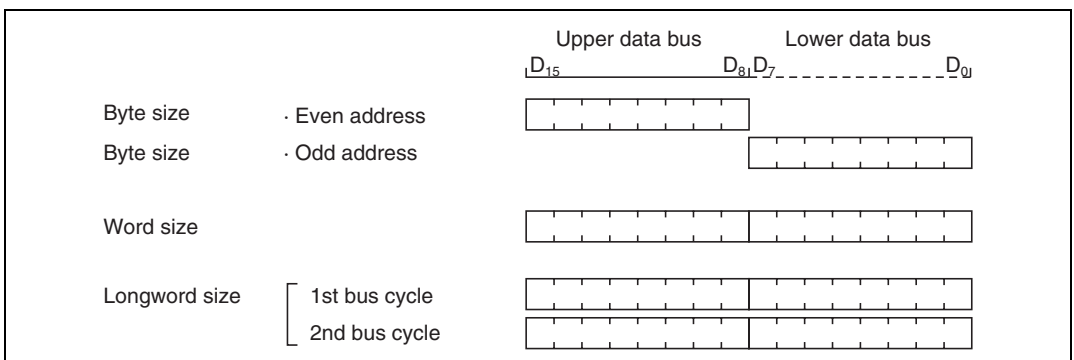 Upper data bus Lower data bus
D15 D8 D7 D0
Byte size · Even address
Byte size · Odd address
Word size
Longword size 1st bus cycle
2nd bus cycle